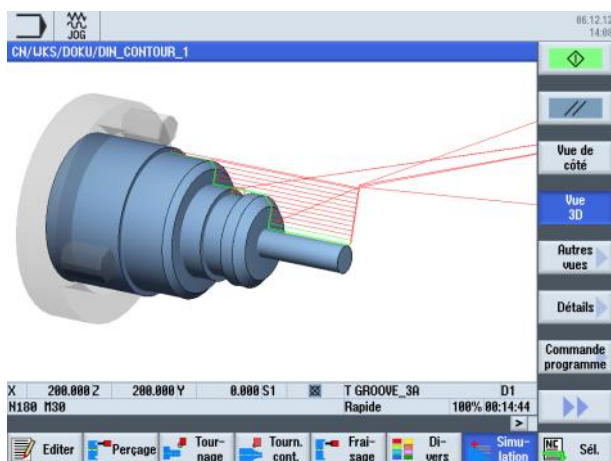 JOG
06.12.12
14:08
CN/WKS/DOKU/DIN_CONTOUR_1
//
Vue de
côté
Vue
3D
Autres
vues
Détails
Commande
programme
X 200.000 Z 200.000 Y 0.000 S1 T GROOVE_3A D1
N180 M30 Rapide 100% 00:14:44
>
Editer
Perçage
Tour-
nage
Tourn.
cont.
Frai-
sage
Di-
vers
Simu-
lation
NC
Sél.